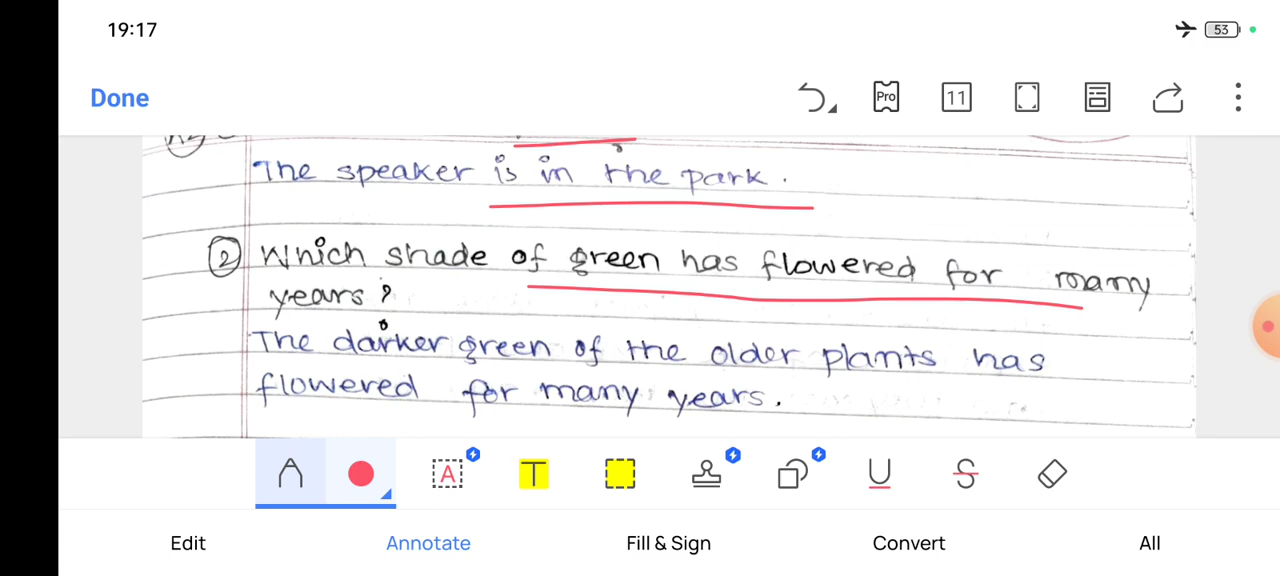 19:17
53
Done
Pro
11
The speaker is in the park.
2 Which shade of green has flowered for many
years?
The darker green of the older plants has
flowered for many years.
A
T
U
S
Edit
Annotate
Fill & Sign
Convert
All